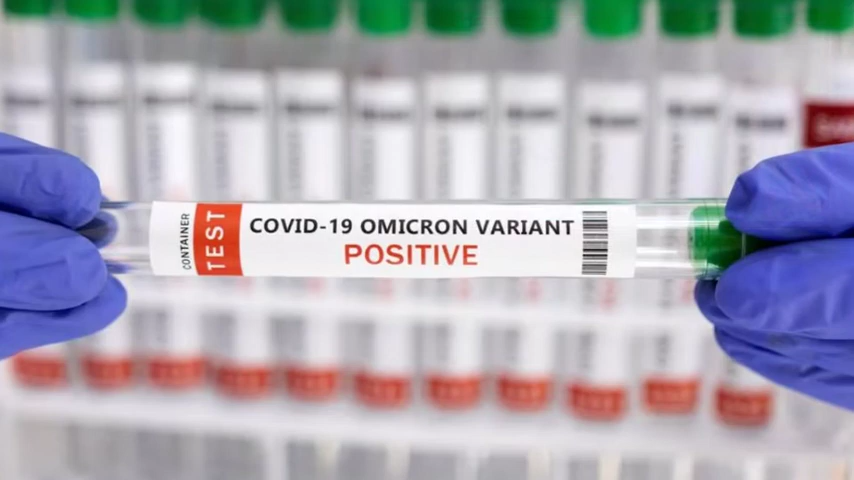 CONTAINER
TEST
COVID-19 OMICRON VARIANT
POSITIVE